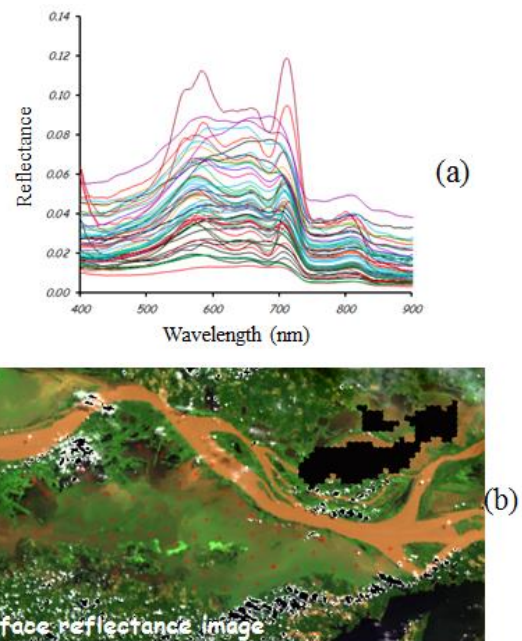 0.14
0.12
0.10
0.08
0.06
0.04
0.02
0.00
Reflectance
400 500 600 700 800 900
Wavelength (nm)
(a)
(b)
face reflectance image